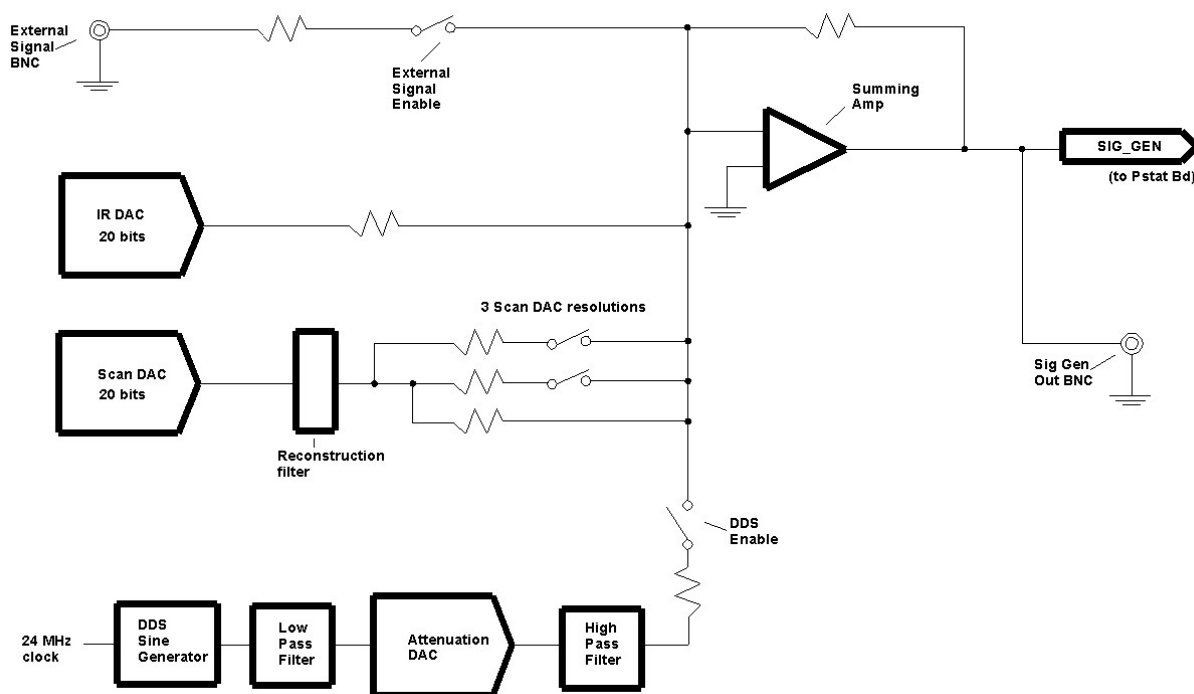 External
Signal
BNC
External
Signal
Enable
Summing
Amp
SIG_GEN
(to Pstat Bd)
IR DAC
20 bits
3 Scan DAC resolutions
Scan DAC
20 bits
Reconstruction
filter
Sig Gen
Out BNC
DDS
Enable
24 MHz
clock
DDS
Sine
Generator
Low
Pass
Filter
Attenuation
DAC
High
Pass
Filter